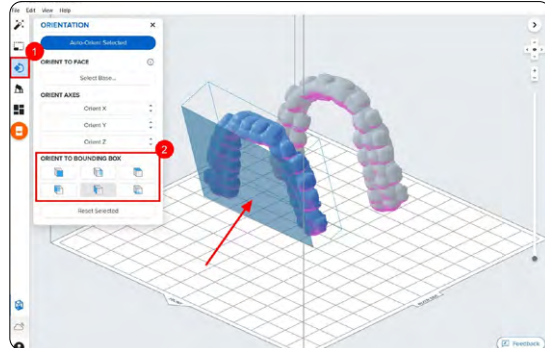 File Edit View Help
ORIENTATION
Auto-Orient Selected
ORIENT TO FACE
Select Base...
ORIENT AXES
Orient X
Orient Y
Orient Z
ORIENT TO BOUNDING BOX
Reset Selected
1
2
Feedback